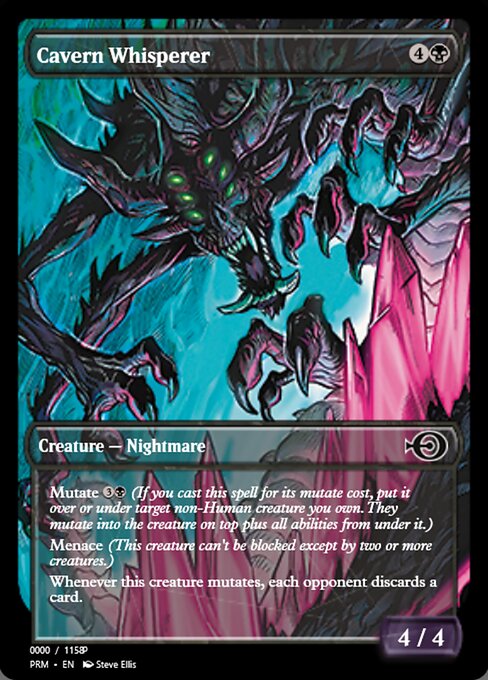 Cavern Whisperer 4
Creature — Nightmare
Mutate 3 (If you cast this spell for its mutate cost, put it
over or under target non-Human creature you own. They
mutate into the creature on top plus all abilities from under it.)
Menace (This creature can't be blocked except by two or more
creatures.)
Whenever this creature mutates, each opponent discards a
card.
4 / 4
0000 / 1158P
PRM • EN Steve Ellis